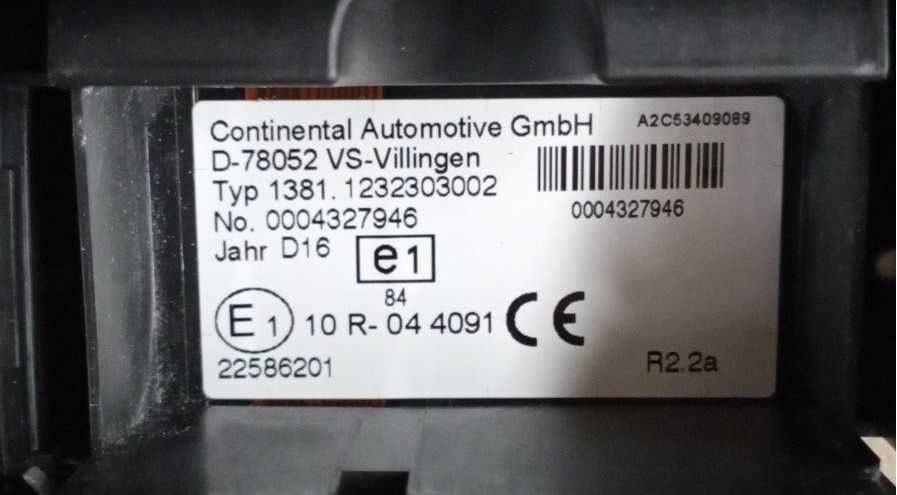 Continental Automotive GmbH
A2C53409089
D-78052 VS-Villingen
Typ 1381.1232303002
No. 0004327946
0004327946
Jahr D16
e1
84
E1 10 R- 04 4091 CE
22586201
R2.2a